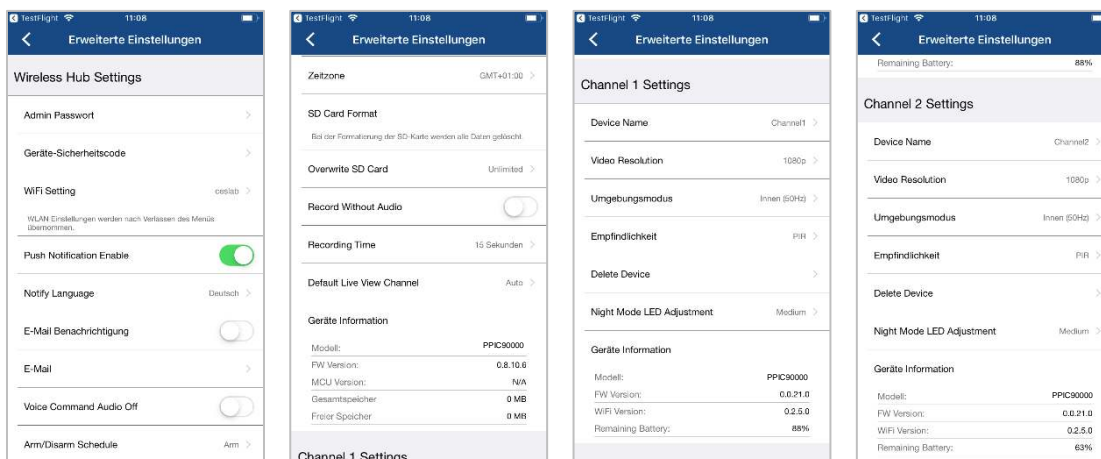 TestFlight 11:08
Erweiterte Einstellungen
Wireless Hub Settings
Admin Passwort
Geräte-Sicherheitscode
WiFi Setting ceslab
WLAN Einstellungen werden nach Verlassen des Menüs
übernommen.
Push Notification Enable
Notify Language Deutsch
E-Mail Benachrichtigung
E-Mail
Voice Command Audio Off
Arm/Disarm Schedule Arm
TestFlight 11:08
Erweiterte Einstellungen
Zeitzone GMT+01:00
SD Card Format
Bei der Formatierung der SD-Karte werden alle Daten gelöscht.
Overwrite SD Card Unlimited
Record Without Audio
Recording Time 15 Sekunden
Default Live View Channel Auto
Geräte Information
Modell: PPIC90000
FW Version: 0.8.10.6
MCU Version: N/A
Gesamtspeicher 0 MB
Freier Speicher 0 MB
Channel 1 Settings
TestFlight 11:08
Erweiterte Einstellungen
Channel 1 Settings
Device Name Channel1
Video Resolution 1080p
Umgebungsmodus Innen (50Hz)
Empfindlichkeit PIR
Delete Device
Night Mode LED Adjustment Medium
Geräte Information
Modell: PPIC90000
FW Version: 0.0.21.0
WiFi Version: 0.2.5.0
Remaining Battery: 88%
TestFlight 11:08
Erweiterte Einstellungen
Remaining Battery: 88%
Channel 2 Settings
Device Name Channel2
Video Resolution 1080p
Umgebungsmodus Innen (50Hz)
Empfindlichkeit PIR
Delete Device
Night Mode LED Adjustment Medium
Geräte Information
Modell: PPIC90000
FW Version: 0.0.21.0
WiFi Version: 0.2.5.0
Remaining Battery: 63%